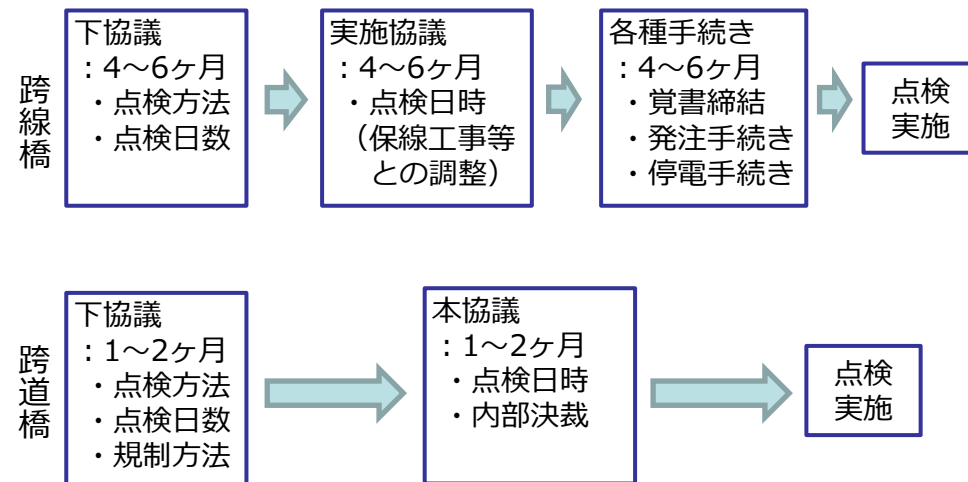 跨線橋
下協議
：4～6ヶ月
・点検方法
・点検日数
実施協議
：4～6ヶ月
・点検日時
（保線工事等
との調整）
各種手続き
：4～6ヶ月
・覚書締結
・発注手続き
・停電手続き
点検
実施
跨道橋
下協議
：1～2ヶ月
・点検方法
・点検日数
・規制方法
本協議
：1～2ヶ月
・点検日時
・内部決裁
点検
実施